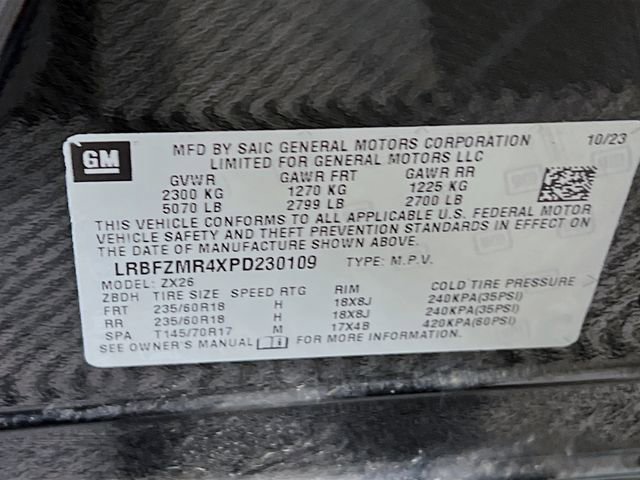 GM
MFD BY SAIC GENERAL MOTORS CORPORATION 10/23
LIMITED FOR GENERAL MOTORS LLC
GVWR GAWR FRT GAWR RR
2300 KG 1270 KG 1225 KG
5070 LB 2799 LB 2700 LB
THIS VEHICLE CONFORMS TO ALL APPLICABLE U.S. FEDERAL MOTOR
VEHICLE SAFETY AND THEFT PREVENTION STANDARDS IN EFFECT ON
THE DATE OF MANUFACTURE SHOWN ABOVE.
LRBFZMR4XPD230109 TYPE: M.P.V.
MODEL: ZX26
ZBDH TIRE SIZE SPEED RTG RIM COLD TIRE PRESSURE
FRT 235/60R18 H 18X8J 240KPA(35PSI)
RR 235/60R18 H 18X8J 240KPA(35PSI)
SPA T145/70R17 M 17X4B 420KPA(60PSI)
SEE OWNER'S MANUAL FOR MORE INFORMATION.